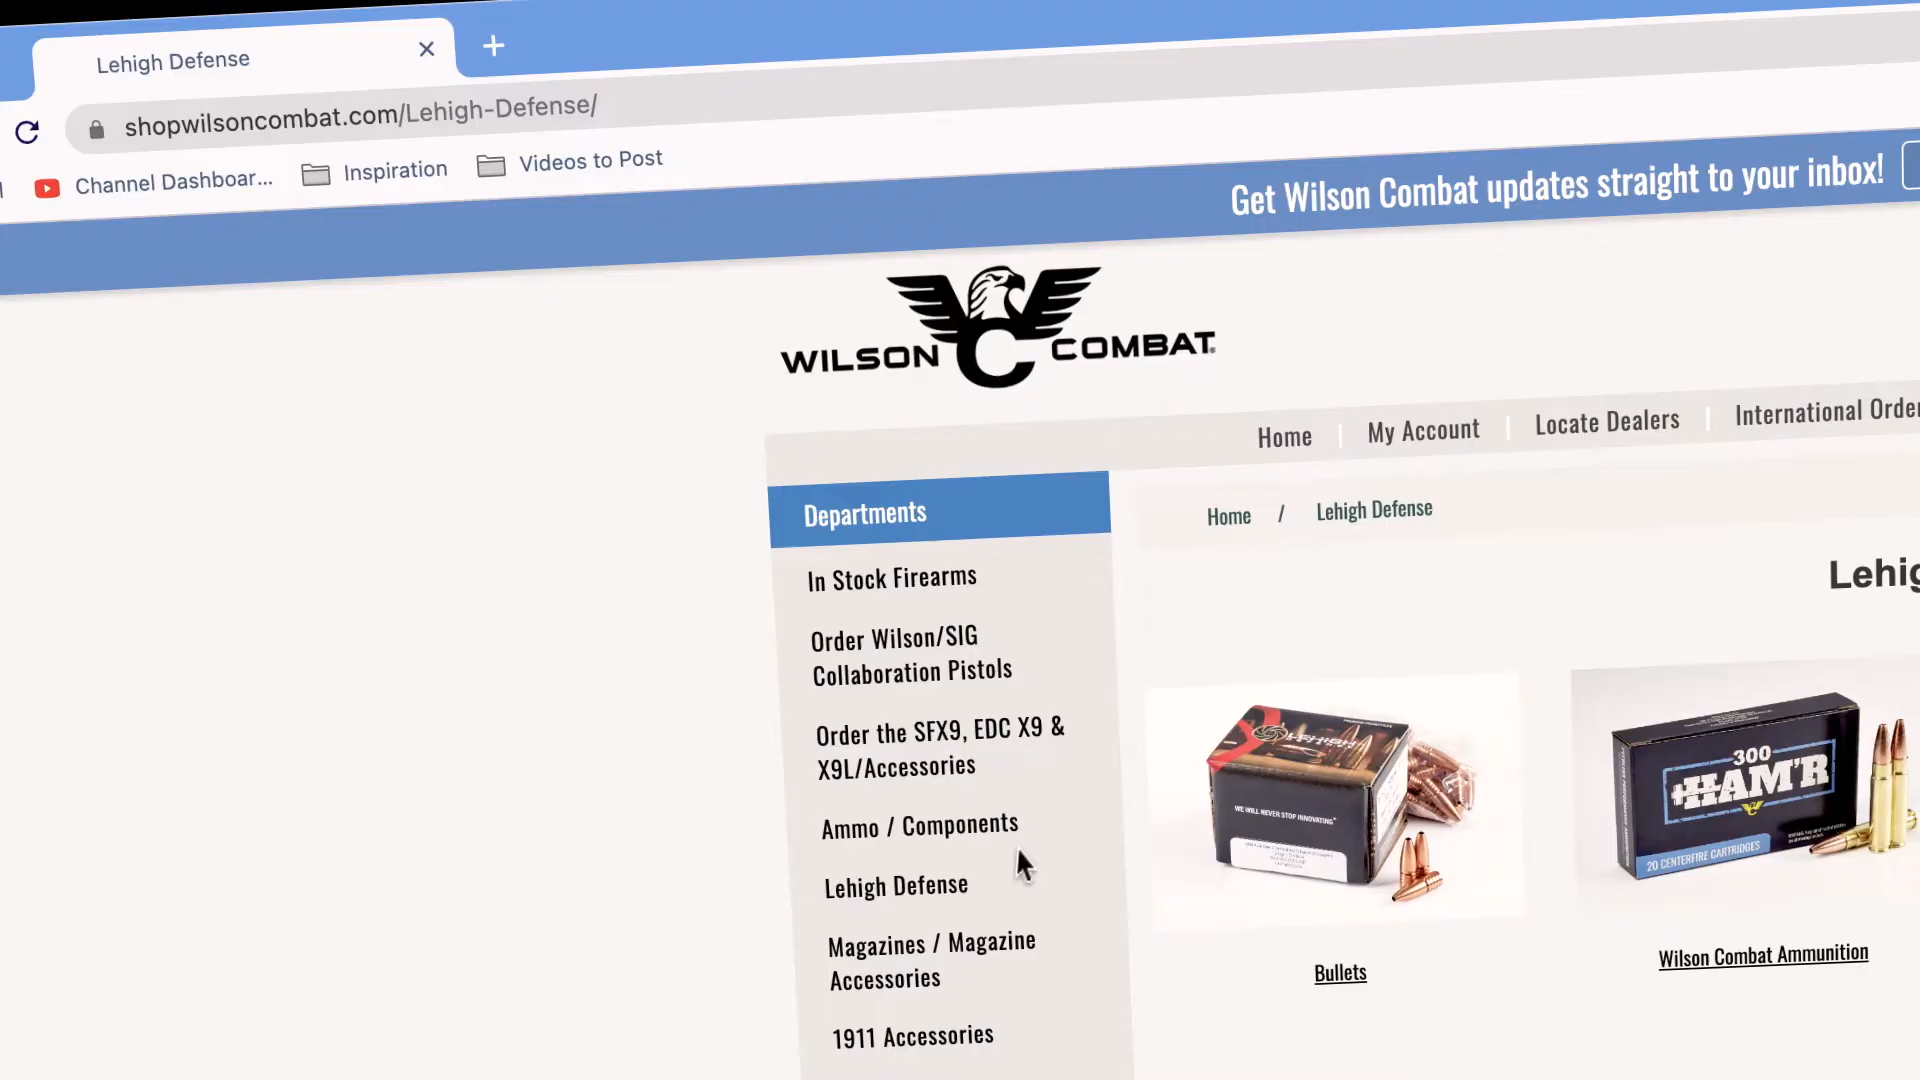 Lehigh Defense
shopwilsoncombat.com/Lehigh-Defense/
Channel Dashboar...
Inspiration
Videos to Post
Get Wilson Combat updates straight to your inbox!
WILSON COMBAT
Home
My Account
Locate Dealers
International Order
Departments
Home / Lehigh Defense
In Stock Firearms
Lehig
Order Wilson/SIG
Collaboration Pistols
Order the SFX9, EDC X9 &
X9L/Accessories
Ammo / Components
Lehigh Defense
Magazines / Magazine
Accessories
1911 Accessories
LEHIGH
DEFENSE
WE WILL NEVER STOP INNOVATING
Bullets
300
HAM'R
20 CENTERFIRE CARTRIDGES
Wilson Combat Ammunition